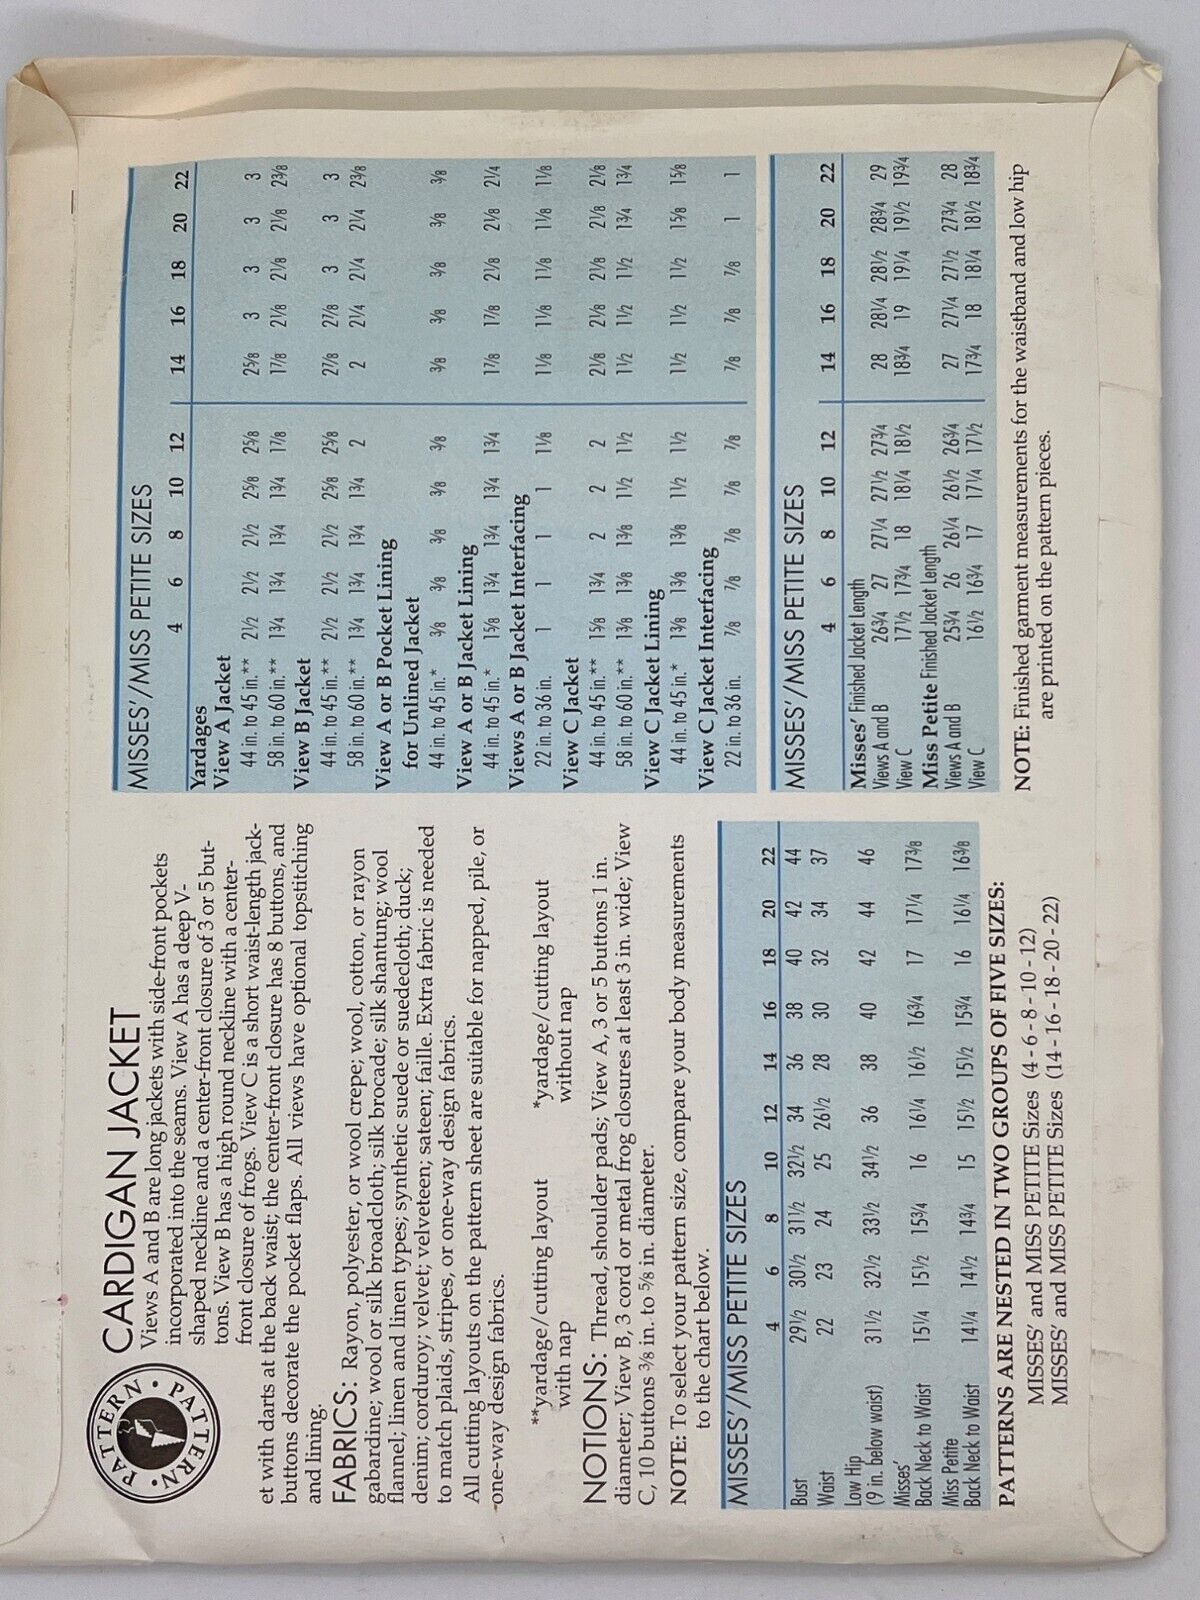 PATTERN · PATTERN ·
CARDIGAN JACKET
Views A and B are long jackets with side-front pockets
incorporated into the seams. View A has a deep V-
shaped neckline and a center-front closure of 3 or 5 but-
tons. View B has a high round neckline with a center-
front closure of frogs. View C is a short waist-length jack-
et with darts at the back waist; the center-front closure has 8 buttons, and
buttons decorate the pocket flaps. All views have optional topstitching
and lining.
FABRICS: Rayon, polyester, or wool crepe; wool, cotton, or rayon
gabardine; wool or silk broadcloth; silk brocade; silk shantung; wool
flannel; linen and linen types; synthetic suede or suedecloth; duck;
denim; corduroy; velvet; velveteen; sateen; faille. Extra fabric is needed
to match plaids, stripes, or one-way design fabrics.
All cutting layouts on the pattern sheet are suitable for napped, pile, or
one-way design fabrics.
**yardage/cutting layout *yardage/cutting layout
with nap without nap
NOTIONS: Thread, shoulder pads; View A, 3 or 5 buttons 1 in.
diameter; View B, 3 cord or metal frog closures at least 3 in. wide; View
C, 10 buttons ⅜ in. to ⅝ in. diameter.
NOTE: To select your pattern size, compare your body measurements
to the chart below.
MISSES'/MISS PETITE SIZES
4 6 8 10 12 14 16 18 20 22
Bust 29½ 30½ 31½ 32½ 34 36 38 40 42 44
Waist 22 23 24 25 26½ 28 30 32 34 37
Low Hip
(9 in. below waist) 31½ 32½ 33½ 34½ 36 38 40 42 44 46
Misses'
Back Neck to Waist 15¼ 15½ 15¾ 16 16¼ 16½ 16¾ 17 17¼ 17⅜
Miss Petite
Back Neck to Waist 14¼ 14½ 14¾ 15 15½ 15½ 15¾ 16 16¼ 16⅜
PATTERNS ARE NESTED IN TWO GROUPS OF FIVE SIZES:
MISSES' and MISS PETITE Sizes (4 - 6 - 8 - 10 - 12)
MISSES' and MISS PETITE Sizes (14 - 16 - 18 - 20 - 22)
MISSES'/MISS PETITE SIZES
4 6 8 10 12 14 16 18 20 22
Yardages
View A Jacket
44 in. to 45 in.** 2½ 2½ 2½ 2⅝ 2⅝ 2⅝ 3 3 3 3
58 in. to 60 in.** 1¾ 1¾ 1¾ 1¾ 1⅞ 1⅞ 2⅛ 2⅛ 2⅛ 2⅜
View B Jacket
44 in. to 45 in.** 2½ 2½ 2½ 2⅝ 2⅝ 2⅞ 2⅞ 3 3 3
58 in. to 60 in.** 1¾ 1¾ 1¾ 1¾ 2 2 2¼ 2¼ 2¼ 2⅜
View A or B Pocket Lining
for Unlined Jacket
44 in. to 45 in.* ⅜ ⅜ ⅜ ⅜ ⅜ ⅜ ⅜ ⅜ ⅜ ⅜
View A or B Jacket Lining
44 in. to 45 in.* 1⅝ 1¾ 1¾ 1¾ 1¾ 1⅞ 1⅞ 2⅛ 2⅛ 2¼
Views A or B Jacket Interfacing
22 in to 36 in. 1 1 1 1 1⅛ 1⅛ 1⅛ 1⅛ 1⅛ 1⅛
View C Jacket
44 in. to 45 in.** 1⅝ 1¾ 2 2 2 2⅛ 2⅛ 2⅛ 2⅛ 2⅛
58 in. to 60 in.** 1⅜ 1⅜ 1⅜ 1½ 1½ 1½ 1½ 1½ 1¾ 1¾
View C Jacket Lining
44 in. to 45 in.* 1⅜ 1⅜ 1⅜ 1½ 1½ 1½ 1½ 1½ 1⅝ 1⅝
View C Jacket Interfacing
22 in. to 36 in. ⅞ ⅞ ⅞ ⅞ ⅞ ⅞ ⅞ ⅞ 1 1
MISSES'/MISS PETITE SIZES
4 6 8 10 12 14 16 18 20 22
Misses' Finished Jacket Length
Views A and B 26¾ 27 27¼ 27½ 27¾ 28 28¼ 28½ 28¾ 29
View C 17½ 17¾ 18 18¼ 18½ 18¾ 19 19¼ 19½ 19¾
Miss Petite Finished Jacket Length
Views A and B 25¾ 26 26¼ 26½ 26¾ 27 27¼ 27½ 27¾ 28
View C 16½ 16¾ 17 17¼ 17½ 17¾ 18 18¼ 18½ 18¾
NOTE: Finished garment measurements for the waistband and low hip
are printed on the pattern pieces.